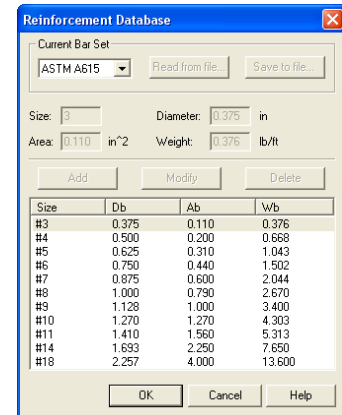 Reinforcement Database
Current Bar Set
ASTM A615 Read from file... Save to file...
Size: 3 Diameter: 0.375 in
Area: 0.110 in^2 Weight: 0.376 lb/ft
Add Modify Delete
Size Db Ab Wb
#3 0.375 0.110 0.376
#4 0.500 0.200 0.668
#5 0.625 0.310 1.043
#6 0.750 0.440 1.502
#7 0.875 0.600 2.044
#8 1.000 0.790 2.670
#9 1.128 1.000 3.400
#10 1.270 1.270 4.303
#11 1.410 1.560 5.313
#14 1.693 2.250 7.650
#18 2.257 4.000 13.600
OK Cancel Help